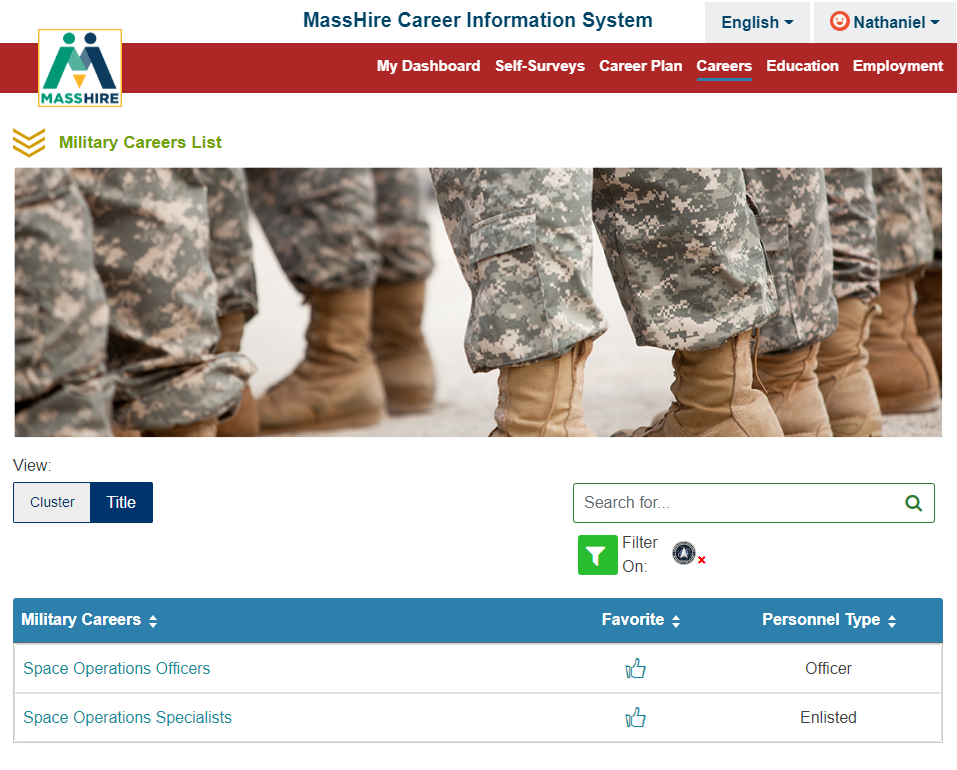 MassHire Career Information System
English
Nathaniel
MASSHIRE
My Dashboard Self-Surveys Career Plan Careers Education Employment
Military Careers List
View:
Cluster Title
Search for...
Filter
On:
Military Careers Favorite Personnel Type
Space Operations Officers Officer
Space Operations Specialists Enlisted